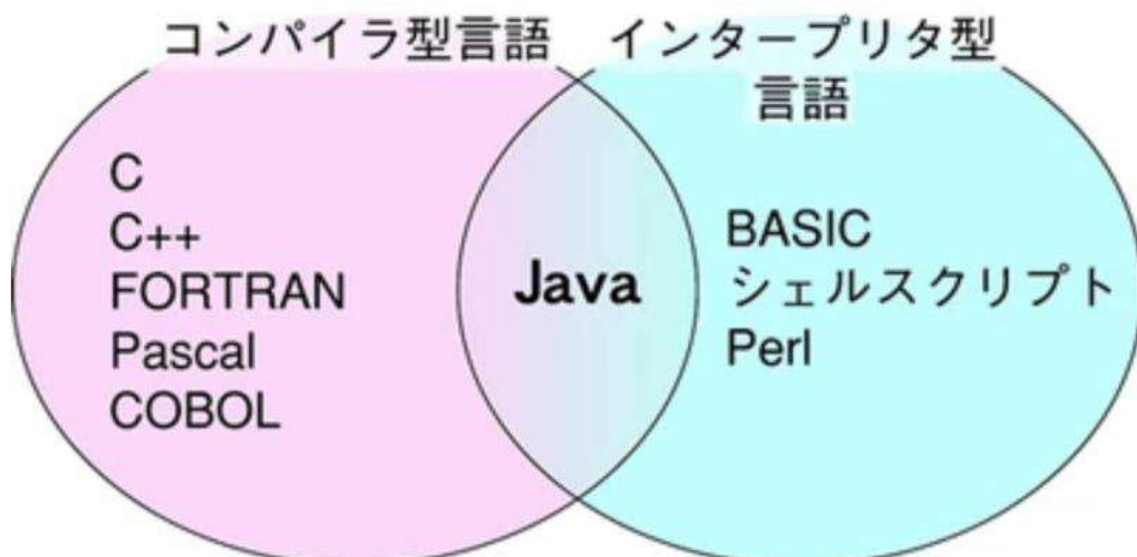 コンパイラ型言語
インタープリタ型
言語
C
C++
FORTRAN
Pascal
COBOL
Java
BASIC
シェルスクリプト
Perl